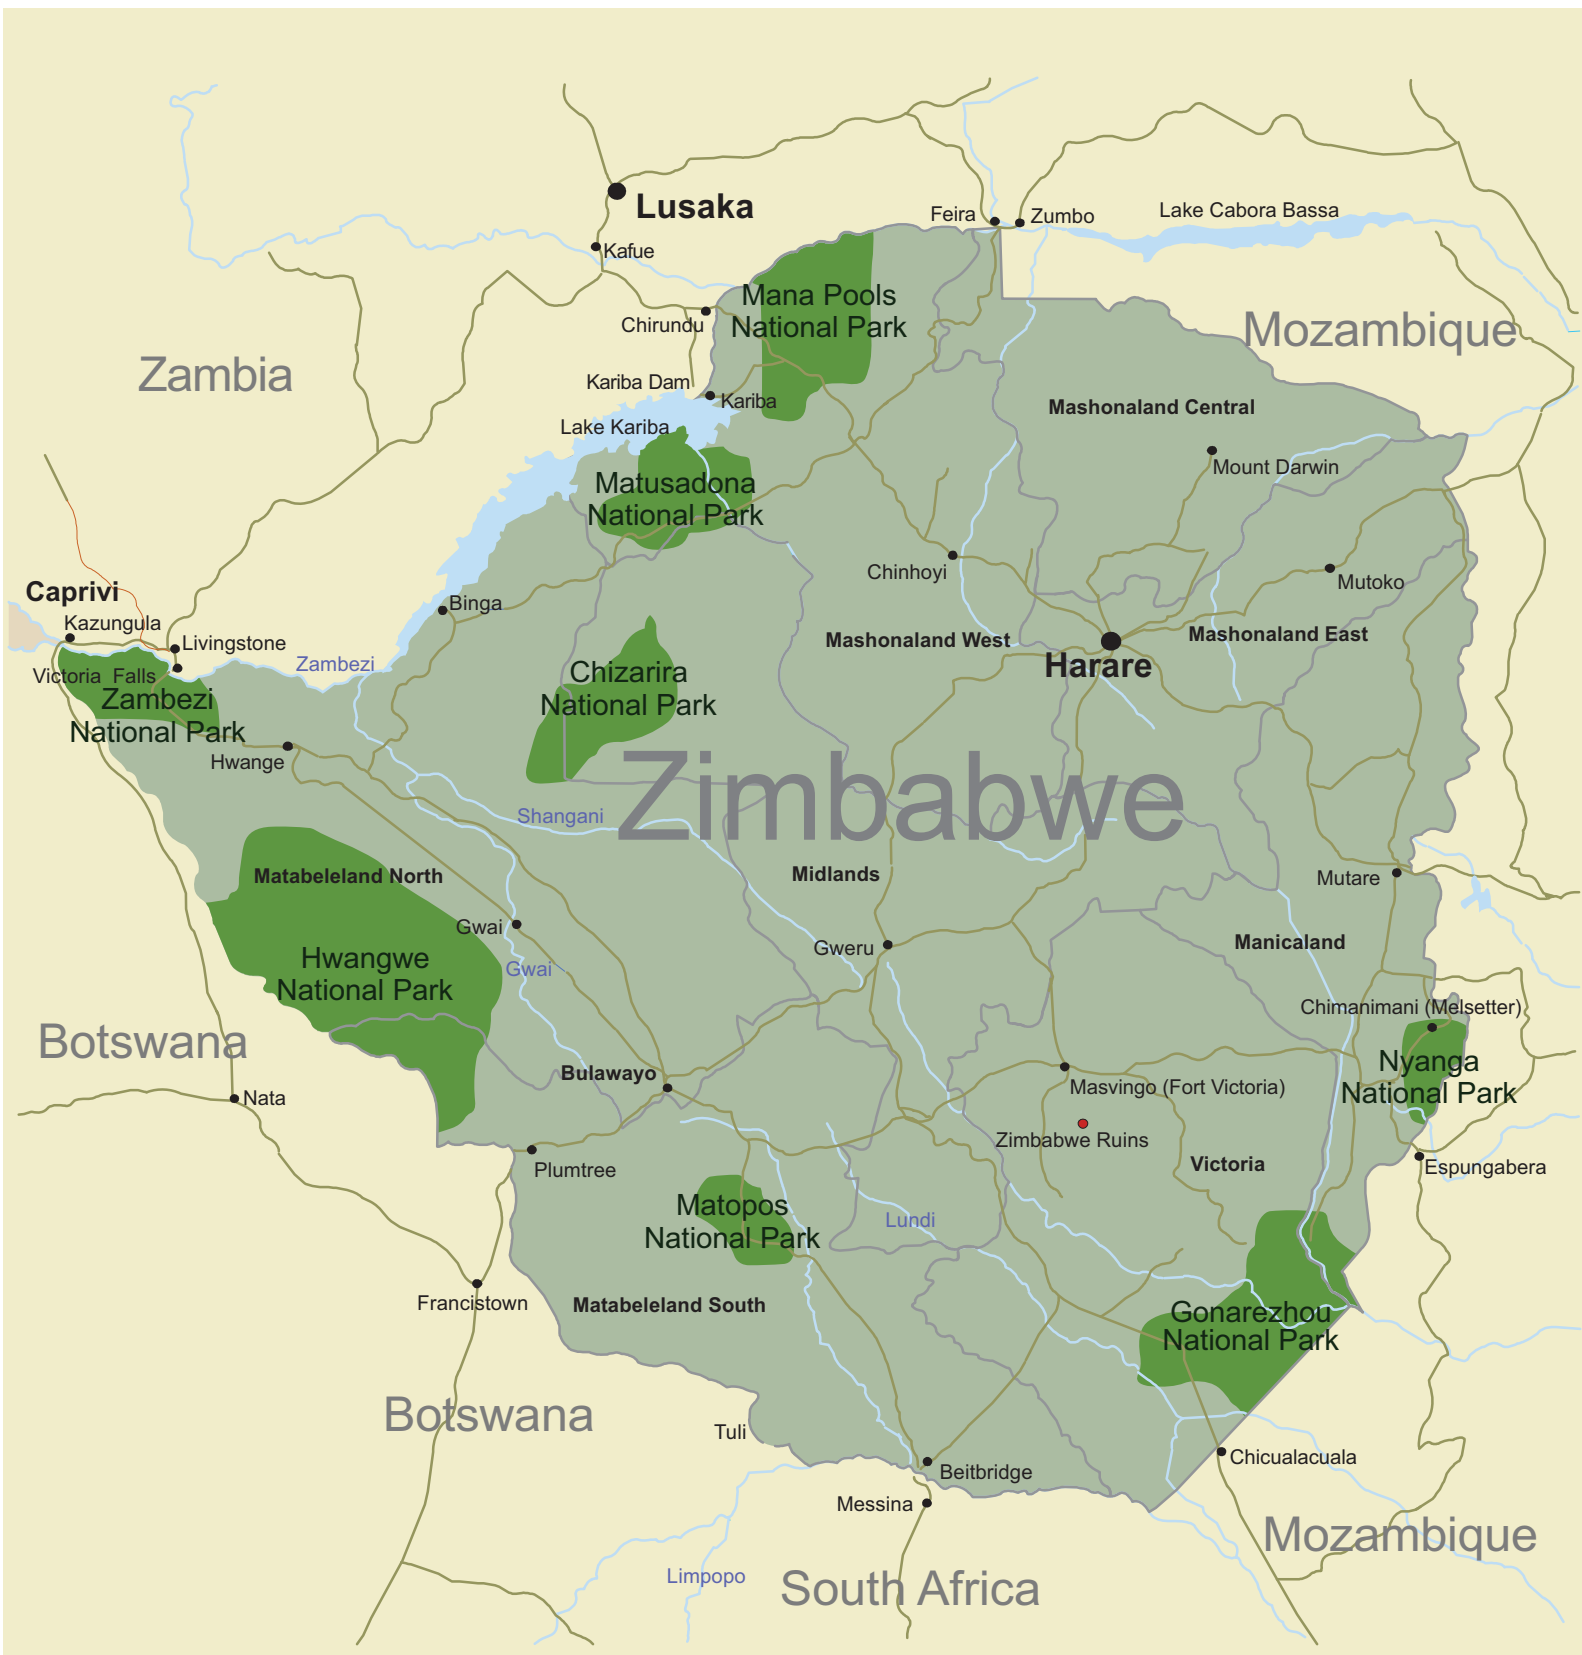 Lusaka
Feira
Zumbo
Lake Cabora Bassa
Kafue
Mana Pools
National Park
Chirundu
Mozambique
Zambia
Kariba Dam
Kariba
Mashonaland Central
Lake Kariba
Mount Darwin
Matusadona
National Park
Chinhoyi
Mutoko
Caprivi
Kazungula
Binga
Livingstone
Mashonaland West
Mashonaland East
Zambezi
Harare
Victoria Falls
Chizarira
National Park
Zambezi
National Park
Hwange
Zimbabwe
Shangani
Matabeleland North
Midlands
Mutare
Gwai
Gweru
Manicaland
Hwangwe
National Park
Gwai
Chimanimani (Melsetter)
Botswana
Nyanga
National Park
Bulawayo
Masvingo (Fort Victoria)
Nata
Zimbabwe Ruins
Plumtree
Victoria
Espungabera
Matopos
National Park
Lundi
Francistown
Matabeleland South
Gonarezhou
National Park
Botswana
Tuli
Beitbridge
Chicualacuala
Messina
Mozambique
Limpopo
South Africa